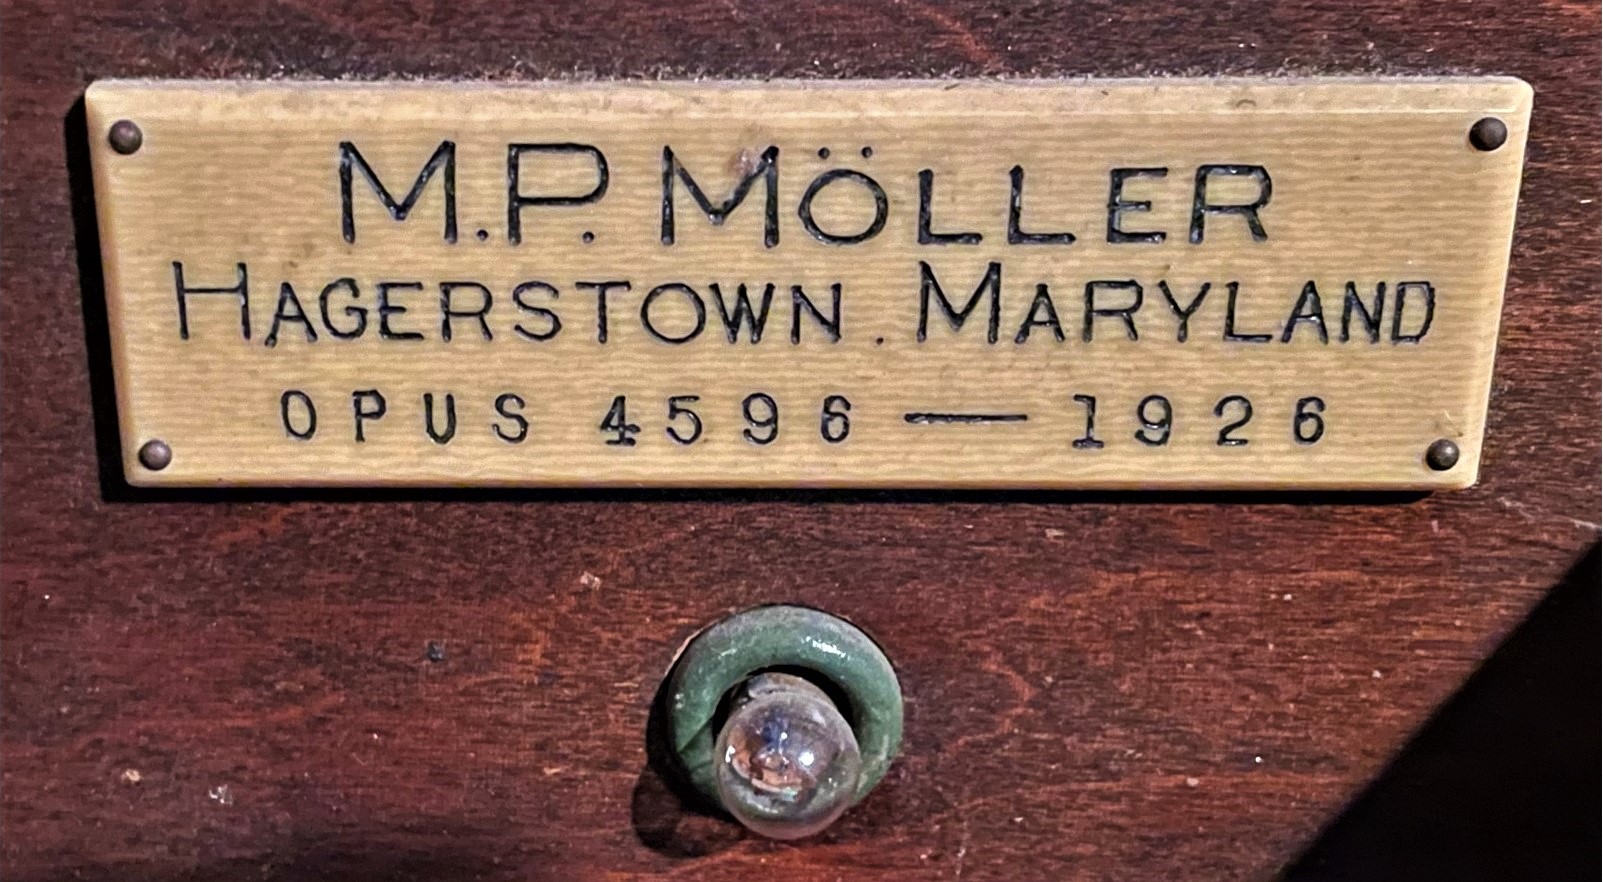 M.P. MÖLLER
HAGERSTOWN . MARYLAND
OPUS 4596 — 1926